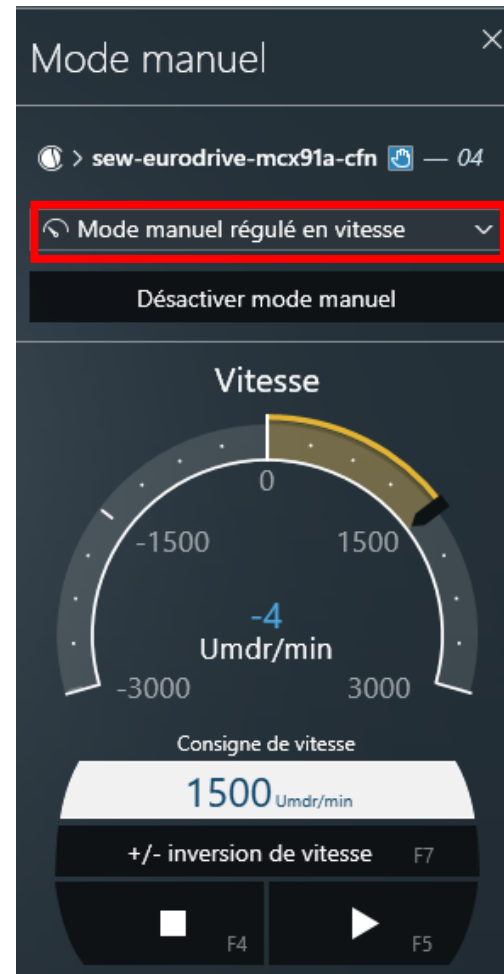 Mode manuel
> sew-eurodrive-mcx91a-cfn — 04
Mode manuel régulé en vitesse
Désactiver mode manuel
Vitesse
0
-1500 1500
-4
Umdr/min
-3000 3000
Consigne de vitesse
1500 Umdr/min
+/- inversion de vitesse F7
F4 F5